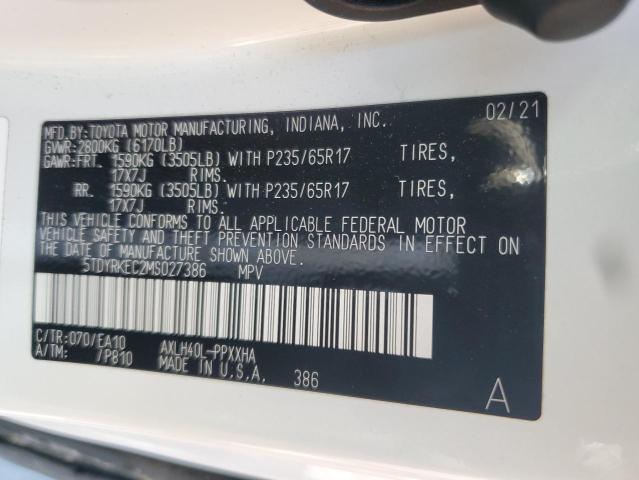 MFD.BY:TOYOTA MOTOR MANUFACTURING, INDIANA, INC. 02/21
GVWR:2800KG (6170LB)
GAWR:FRT. 1590KG (3505LB) WITH P235/65R17 TIRES,
17X7J RIMS.
RR. 1590KG (3505LB) WITH P235/65R17 TIRES,
17X7J RIMS.
THIS VEHICLE CONFORMS TO ALL APPLICABLE FEDERAL MOTOR
VEHICLE SAFETY AND THEFT PREVENTION STANDARDS IN EFFECT ON
THE DATE OF MANUFACTURE SHOWN ABOVE.
5TDYRKEC2MS027386 MPV
C/TR:070/EA10 AXLH40L-PPXXHA
A/TM: /P810 MADE IN U.S.A. 386
A